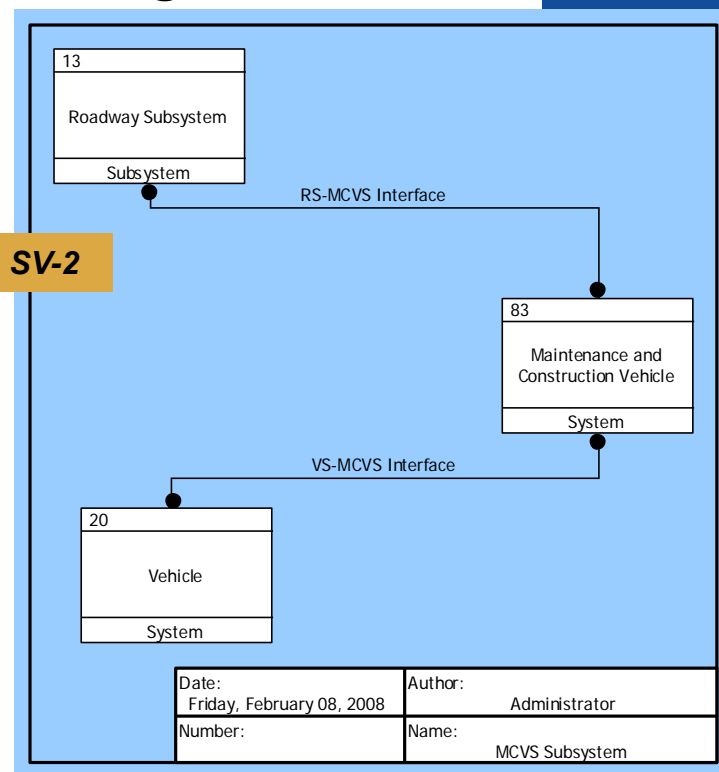 13
Roadway Subsystem
Subsystem
RS-MCVS Interface
SV-2
83
Maintenance and
Construction Vehicle
System
VS-MCVS Interface
20
Vehicle
System
Date:
Friday, February 08, 2008
Author:
Administrator
Number:
Name:
MCVS Subsystem